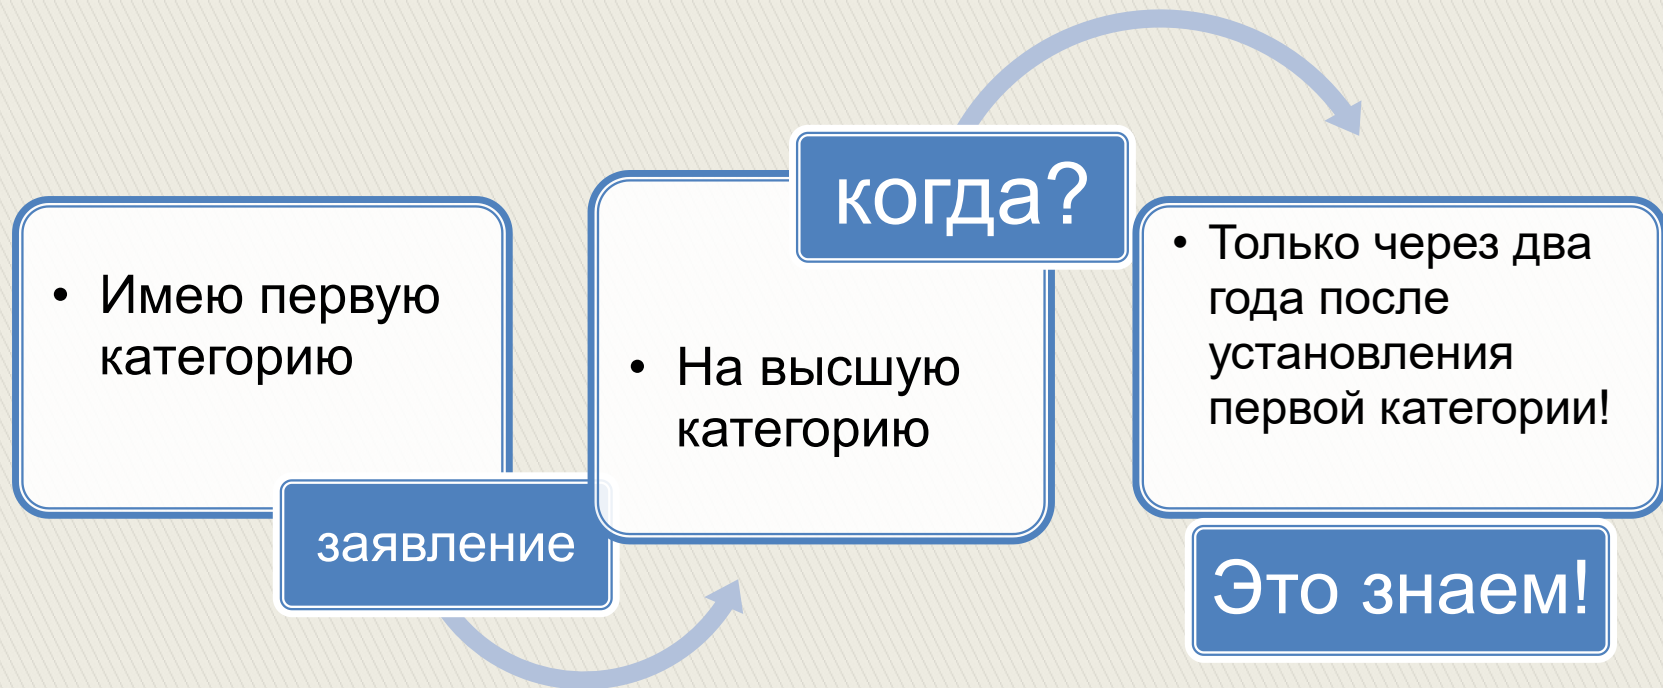 • Имею первую
категорию
заявление
когда?
• На высшую
категорию
• Только через два
года после
установления
первой категории!
Это знаем!